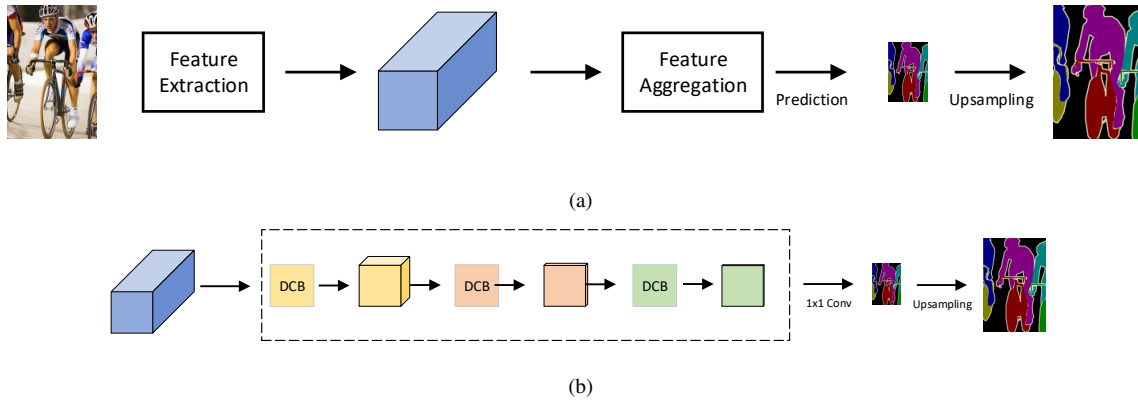 Feature
Extraction
Feature
Aggregation
Prediction
Upsampling
(a)
DCB
DCB
DCB
1x1 Conv
Upsampling
(b)